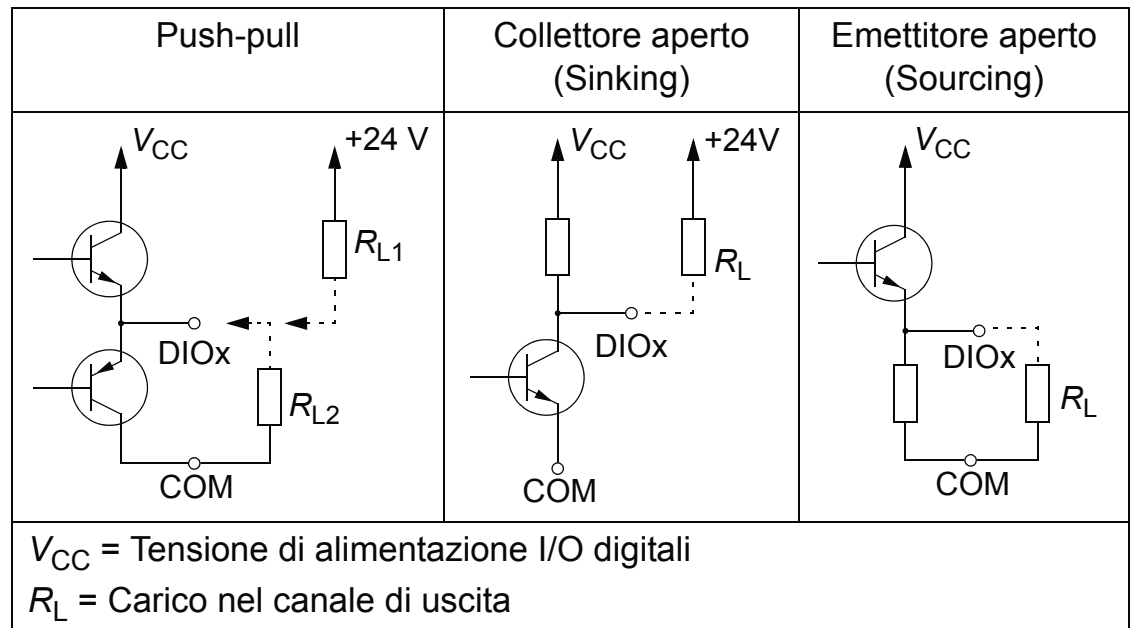 Push-pull
Collettore aperto
(Sinking)
Emettitore aperto
(Sourcing)
VCC
+24 V
RL1
DIOx
RL2
COM
VCC
+24V
RL
DIOx
COM
VCC
DIOx
RL
COM
VCC = Tensione di alimentazione I/O digitali
RL = Carico nel canale di uscita